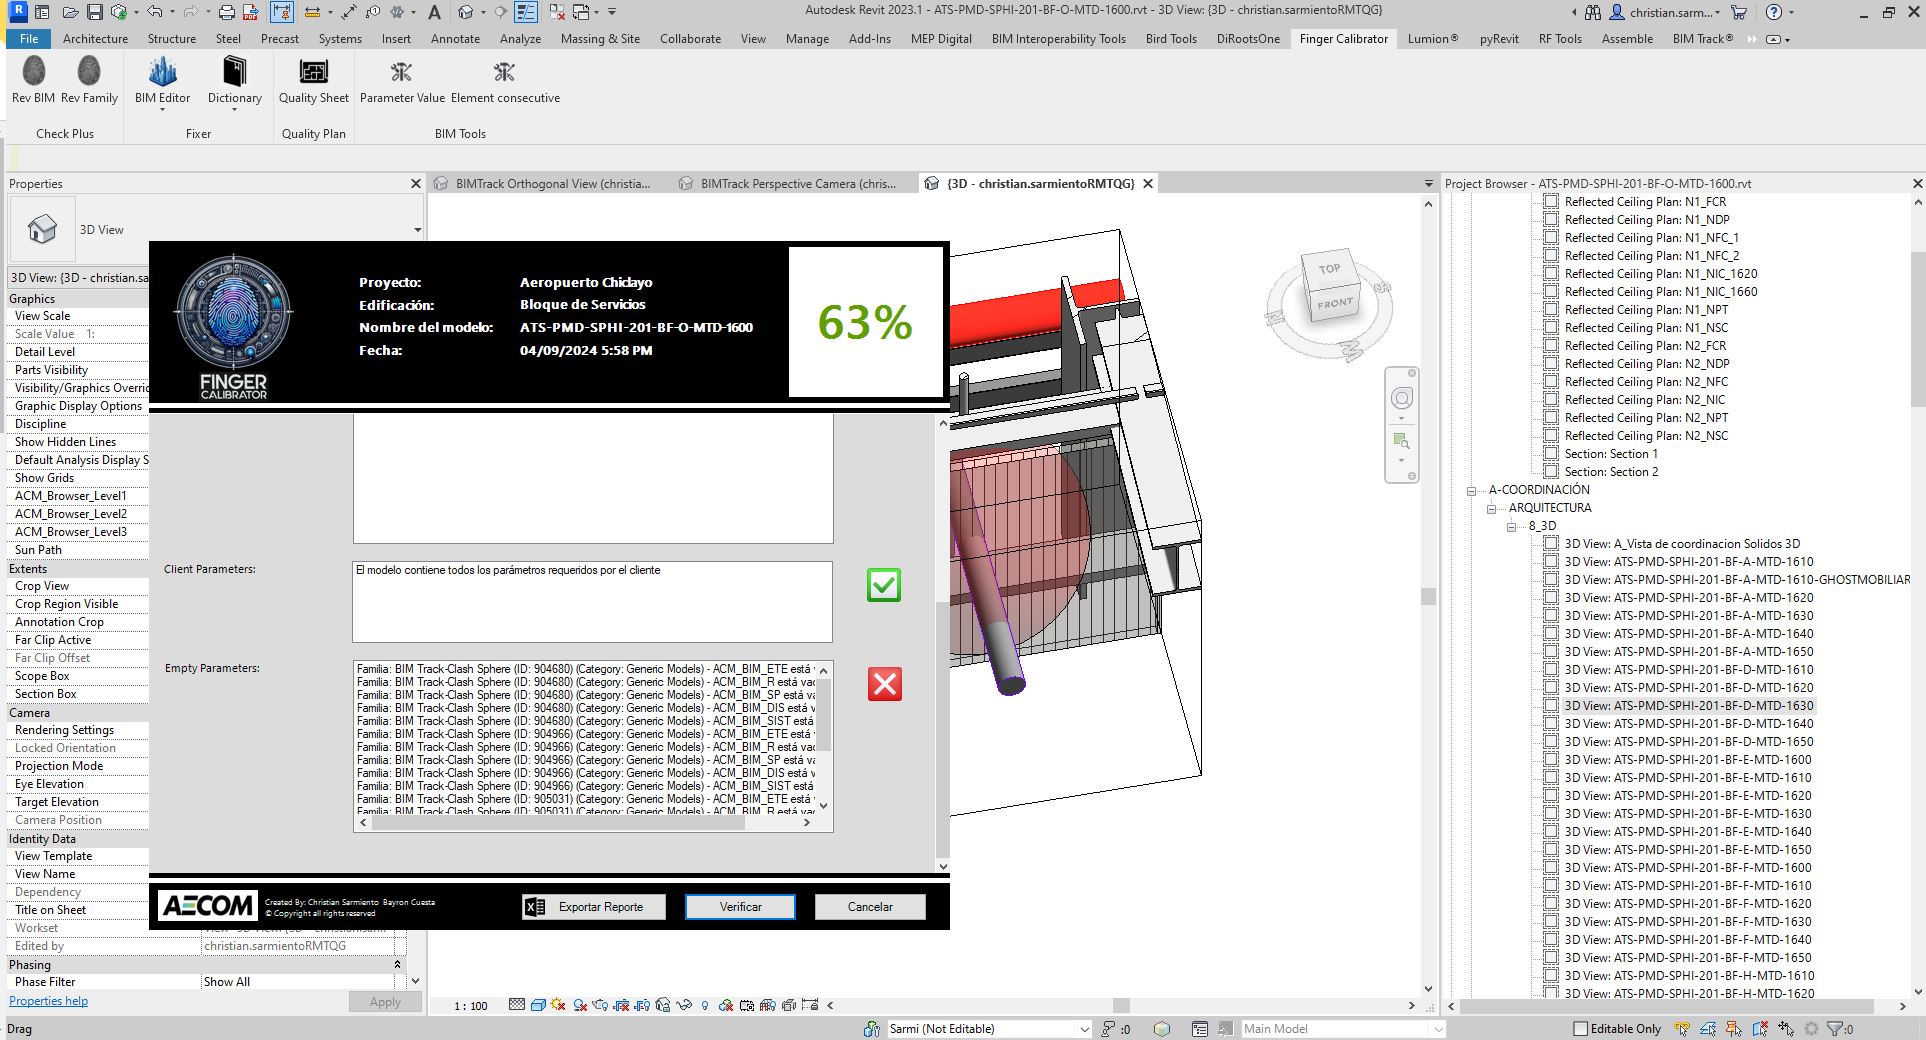 Autodesk Revit 2023.1 - ATS-PMD-SPHI-201-BF-O-MTD-1600.rvt - 3D View: {3D - christian.sarmientoRMTQG}
christian.sarm...
File Architecture Structure Steel Precast Systems Insert Annotate Analyze Massing & Site Collaborate View Manage Add-Ins MEP Digital BIM Interoperability Tools Bird Tools DiRootsOne Finger Calibrator Lumion® pyRevit RF Tools Assemble BIM Track®
Rev BIM Rev Family BIM Editor Dictionary Quality Sheet Parameter Value Element consecutive
Check Plus Fixer Quality Plan BIM Tools
Properties
BIMTrack Orthogonal View (christia...
BIMTrack Perspective Camera (chris...
{3D - christian.sarmientoRMTQG}
3D View
3D View: {3D - christian.sa
Graphics
View Scale
Scale Value 1:
Detail Level
Parts Visibility
Visibility/Graphics Overric
Graphic Display Options
Discipline
Show Hidden Lines
Default Analysis Display S
Show Grids
ACM_Browser_Level1
ACM_Browser_Level2
ACM_Browser_Level3
Sun Path
Extents
Crop View
Crop Region Visible
Annotation Crop
Far Clip Active
Far Clip Offset
Scope Box
Section Box
Camera
Rendering Settings
Locked Orientation
Projection Mode
Eye Elevation
Target Elevation
Camera Position
Identity Data
View Template
View Name
Dependency
Title on Sheet
Workset
Edited by christian.sarmientoRMTQG
Phasing
Phase Filter Show All
Properties help
Apply
FINGER
CALIBRATOR
Proyecto: Aeropuerto Chiclayo
Edificación: Bloque de Servicios
Nombre del modelo: ATS-PMD-SPHI-201-BF-O-MTD-1600
Fecha: 04/09/2024 5:58 PM
63%
Client Parameters:
El modelo contiene todos los parámetros requeridos por el cliente
Empty Parameters:
Familia: BIM Track-Clash Sphere (ID: 904680) (Category: Generic Models) - ACM_BIM_ETE está v
Familia: BIM Track-Clash Sphere (ID: 904680) (Category: Generic Models) - ACM_BIM_R está vac
Familia: BIM Track-Clash Sphere (ID: 904680) (Category: Generic Models) - ACM_BIM_SP está va
Familia: BIM Track-Clash Sphere (ID: 904680) (Category: Generic Models) - ACM_BIM_DIS está v
Familia: BIM Track-Clash Sphere (ID: 904680) (Category: Generic Models) - ACM_BIM_SIST está
Familia: BIM Track-Clash Sphere (ID: 904966) (Category: Generic Models) - ACM_BIM_ETE está v
Familia: BIM Track-Clash Sphere (ID: 904966) (Category: Generic Models) - ACM_BIM_R está vac
Familia: BIM Track-Clash Sphere (ID: 904966) (Category: Generic Models) - ACM_BIM_SP está va
Familia: BIM Track-Clash Sphere (ID: 904966) (Category: Generic Models) - ACM_BIM_DIS está v
Familia: BIM Track-Clash Sphere (ID: 904966) (Category: Generic Models) - ACM_BIM_SIST está
Familia: BIM Track-Clash Sphere (ID: 905031) (Category: Generic Models) - ACM_BIM_ETE está v
Familia: BIM Track-Clash Sphere (ID: 905031) (Category: Generic Models) - ACM_BIM_R está vac
AECOM
Created By: Christian Sarmiento Bayron Cuesta
© Copyright all rights reserved
Exportar Reporte
Verificar
Cancelar
TOP
FRONT
Project Browser - ATS-PMD-SPHI-201-BF-O-MTD-1600.rvt
Reflected Ceiling Plan: N1_FCR
Reflected Ceiling Plan: N1_NDP
Reflected Ceiling Plan: N1_NFC_1
Reflected Ceiling Plan: N1_NFC_2
Reflected Ceiling Plan: N1_NIC_1620
Reflected Ceiling Plan: N1_NIC_1660
Reflected Ceiling Plan: N1_NPT
Reflected Ceiling Plan: N1_NSC
Reflected Ceiling Plan: N2_FCR
Reflected Ceiling Plan: N2_NDP
Reflected Ceiling Plan: N2_NFC
Reflected Ceiling Plan: N2_NIC
Reflected Ceiling Plan: N2_NPT
Reflected Ceiling Plan: N2_NSC
Section: Section 1
Section: Section 2
A-COORDINACIÓN
ARQUITECTURA
8_3D
3D View: A_Vista de coordinacion Solidos 3D
3D View: ATS-PMD-SPHI-201-BF-A-MTD-1610
3D View: ATS-PMD-SPHI-201-BF-A-MTD-1610-GHOSTMOBILIAR
3D View: ATS-PMD-SPHI-201-BF-A-MTD-1620
3D View: ATS-PMD-SPHI-201-BF-A-MTD-1630
3D View: ATS-PMD-SPHI-201-BF-A-MTD-1640
3D View: ATS-PMD-SPHI-201-BF-A-MTD-1650
3D View: ATS-PMD-SPHI-201-BF-D-MTD-1610
3D View: ATS-PMD-SPHI-201-BF-D-MTD-1620
3D View: ATS-PMD-SPHI-201-BF-D-MTD-1630
3D View: ATS-PMD-SPHI-201-BF-D-MTD-1640
3D View: ATS-PMD-SPHI-201-BF-D-MTD-1650
3D View: ATS-PMD-SPHI-201-BF-E-MTD-1600
3D View: ATS-PMD-SPHI-201-BF-E-MTD-1610
3D View: ATS-PMD-SPHI-201-BF-E-MTD-1620
3D View: ATS-PMD-SPHI-201-BF-E-MTD-1630
3D View: ATS-PMD-SPHI-201-BF-E-MTD-1640
3D View: ATS-PMD-SPHI-201-BF-E-MTD-1650
3D View: ATS-PMD-SPHI-201-BF-F-MTD-1600
3D View: ATS-PMD-SPHI-201-BF-F-MTD-1610
3D View: ATS-PMD-SPHI-201-BF-F-MTD-1620
3D View: ATS-PMD-SPHI-201-BF-F-MTD-1630
3D View: ATS-PMD-SPHI-201-BF-F-MTD-1640
3D View: ATS-PMD-SPHI-201-BF-F-MTD-1650
3D View: ATS-PMD-SPHI-201-BF-H-MTD-1610
3D View: ATS-PMD-SPHI-201-BF-H-MTD-1620
1 : 100
Drag
Sarmi (Not Editable)
:0
Main Model
Editable Only
:0